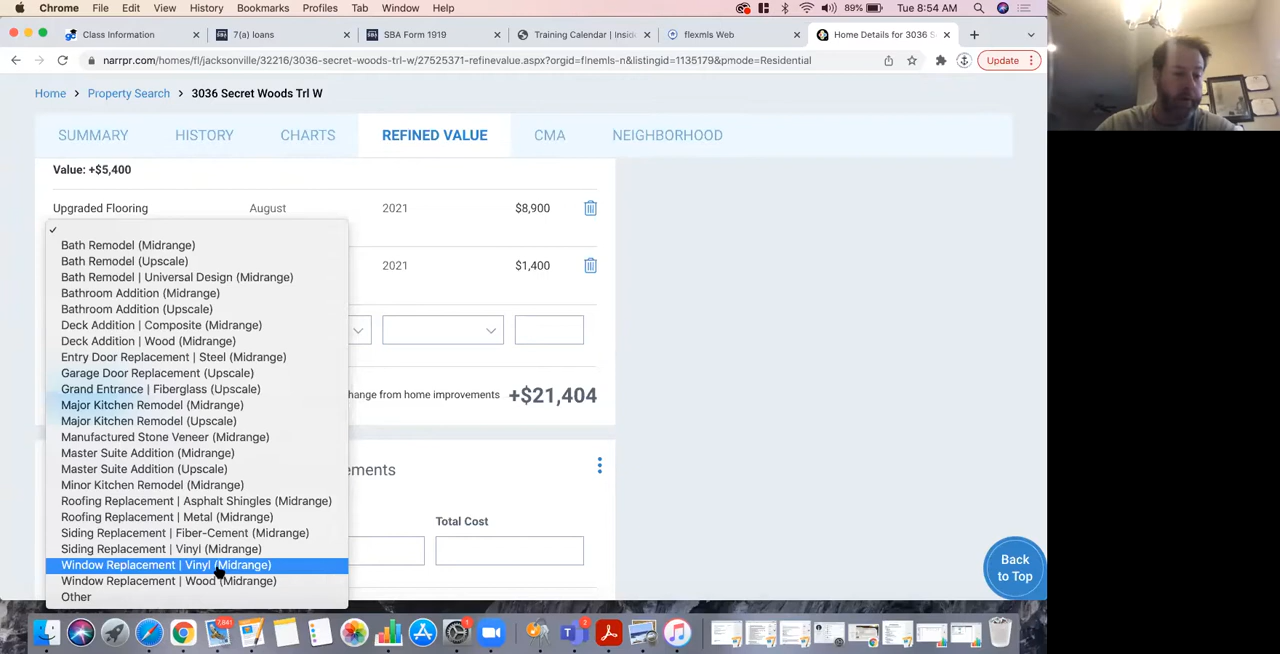 Chrome File Edit View History Bookmarks Profiles Tab Window Help 89% Tue 8:54 AM
Class Information 7(a) loans SBA Form 1919 Training Calendar | Insid flexmls Web Home Details for 3036 S
narrpr.com/homes/fl/jacksonville/32216/3036-secret-woods-trl-w/27525371-refinevalue.aspx?orgid=flnemls-n&listingid=1135179&pmode=Residential Update
Home > Property Search > 3036 Secret Woods Trl W
SUMMARY HISTORY CHARTS REFINED VALUE CMA NEIGHBORHOOD
Value: +$5,400
Upgraded Flooring August 2021 $8,900
Bath Remodel (Midrange)
Bath Remodel (Upscale)
2021 $1,400
Bath Remodel | Universal Design (Midrange)
Bathroom Addition (Midrange)
Bathroom Addition (Upscale)
Deck Addition | Composite (Midrange)
Deck Addition | Wood (Midrange)
Entry Door Replacement | Steel (Midrange)
Garage Door Replacement (Upscale)
Grand Entrance | Fiberglass (Upscale)
hange from home improvements +$21,404
Major Kitchen Remodel (Midrange)
Major Kitchen Remodel (Upscale)
Manufactured Stone Veneer (Midrange)
Master Suite Addition (Midrange)
Master Suite Addition (Upscale)
ements
Minor Kitchen Remodel (Midrange)
Roofing Replacement | Asphalt Shingles (Midrange)
Roofing Replacement | Metal (Midrange)
Total Cost
Siding Replacement | Fiber-Cement (Midrange)
Siding Replacement | Vinyl (Midrange)
Window Replacement | Vinyl (Midrange)
Window Replacement | Wood (Midrange)
Other
Back
to Top
7,841 1 2